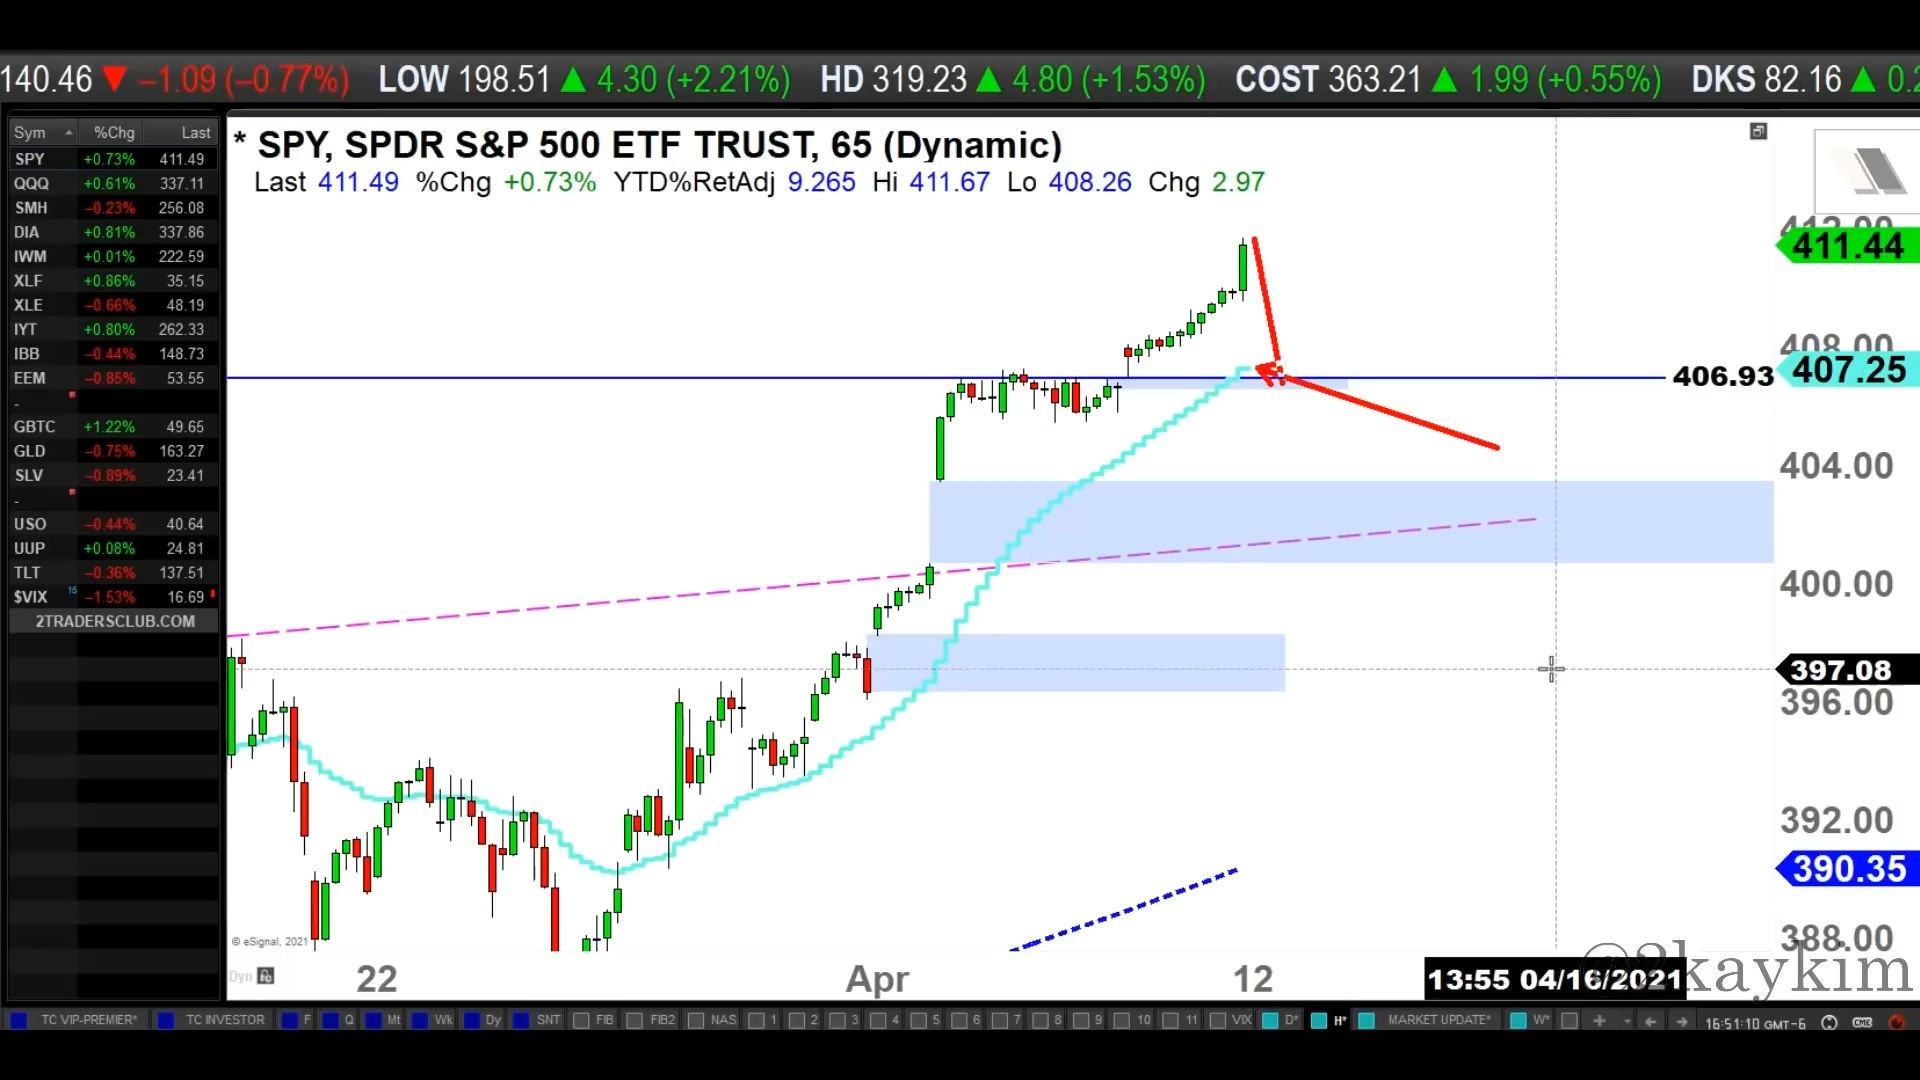 140.46 ▼ –1.09 (–0.77%) LOW 198.51 ▲ 4.30 (+2.21%) HD 319.23 ▲ 4.80 (+1.53%) COST 363.21 ▲ 1.99 (+0.55%) DKS 82.16 ▲
Sym %Chg Last
SPY +0.73% 411.49
QQQ +0.61% 337.11
SMH –0.23% 256.08
DIA +0.81% 337.86
IWM +0.01% 222.59
XLF +0.86% 35.15
XLE –0.66% 48.19
IYT +0.80% 262.33
IBB –0.44% 148.73
EEM –0.85% 53.55
-
GBTC +1.22% 49.65
GLD –0.75% 163.27
SLV –0.89% 23.41
-
USO –0.44% 40.64
UUP +0.08% 24.81
TLT –0.36% 137.51
$VIX 15 –1.53% 16.69
2TRADERSCLUB.COM
* SPY, SPDR S&P 500 ETF TRUST, 65 (Dynamic)
Last 411.49 %Chg +0.73% YTD%RetAdj 9.265 Hi 411.67 Lo 408.26 Chg 2.97
412.00
411.44
408.00
407.25
406.93
404.00
400.00
397.08
396.00
392.00
390.35
388.00
© eSignal, 2021
Dyn
22 Apr 12
13:55 04/16/2021
@2kaykim
TC VIP-PREMIER* TC INVESTOR F Q Mt Wk Dy SNT FIB FIB2 NAS 1 2 3 4 5 6 7 8 9 10 11 VIX D* H* MARKET UPDATE* W* 16:51:10 GMT-6 CME